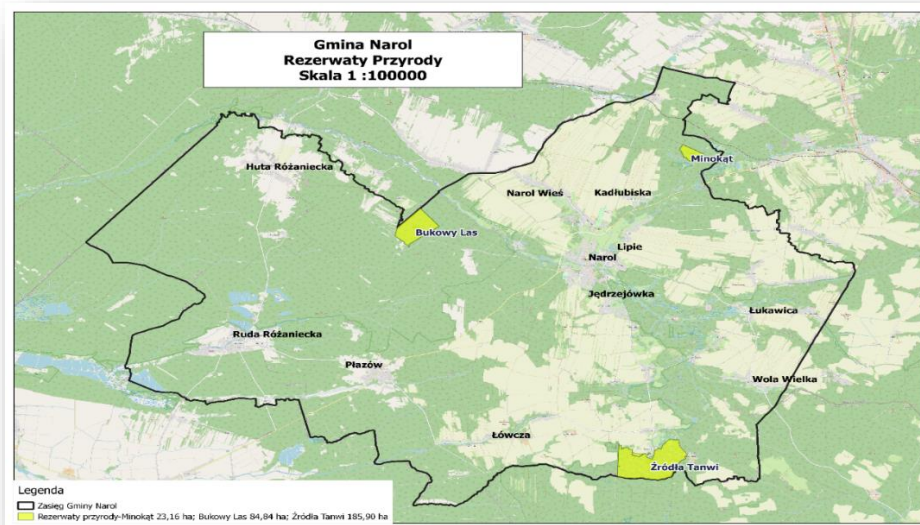 Gmina Narol
Rezerwaty Przyrody
Skala 1 :100000
Minokąt
Huta Różaniecka
Narol Wieś
Kadłubiska
Bukowy Las
Lipie
Narol
Jędrzejówka
Łukawica
Ruda Różaniecka
Płazów
Wola Wielka
Łówcza
Źródła Tanwi
Legenda
Zasięg Gminy Narol
Rezerwaty przyrody-Minokąt 23,16 ha; Bukowy Las 84,84 ha; Źródła Tanwi 185,90 ha